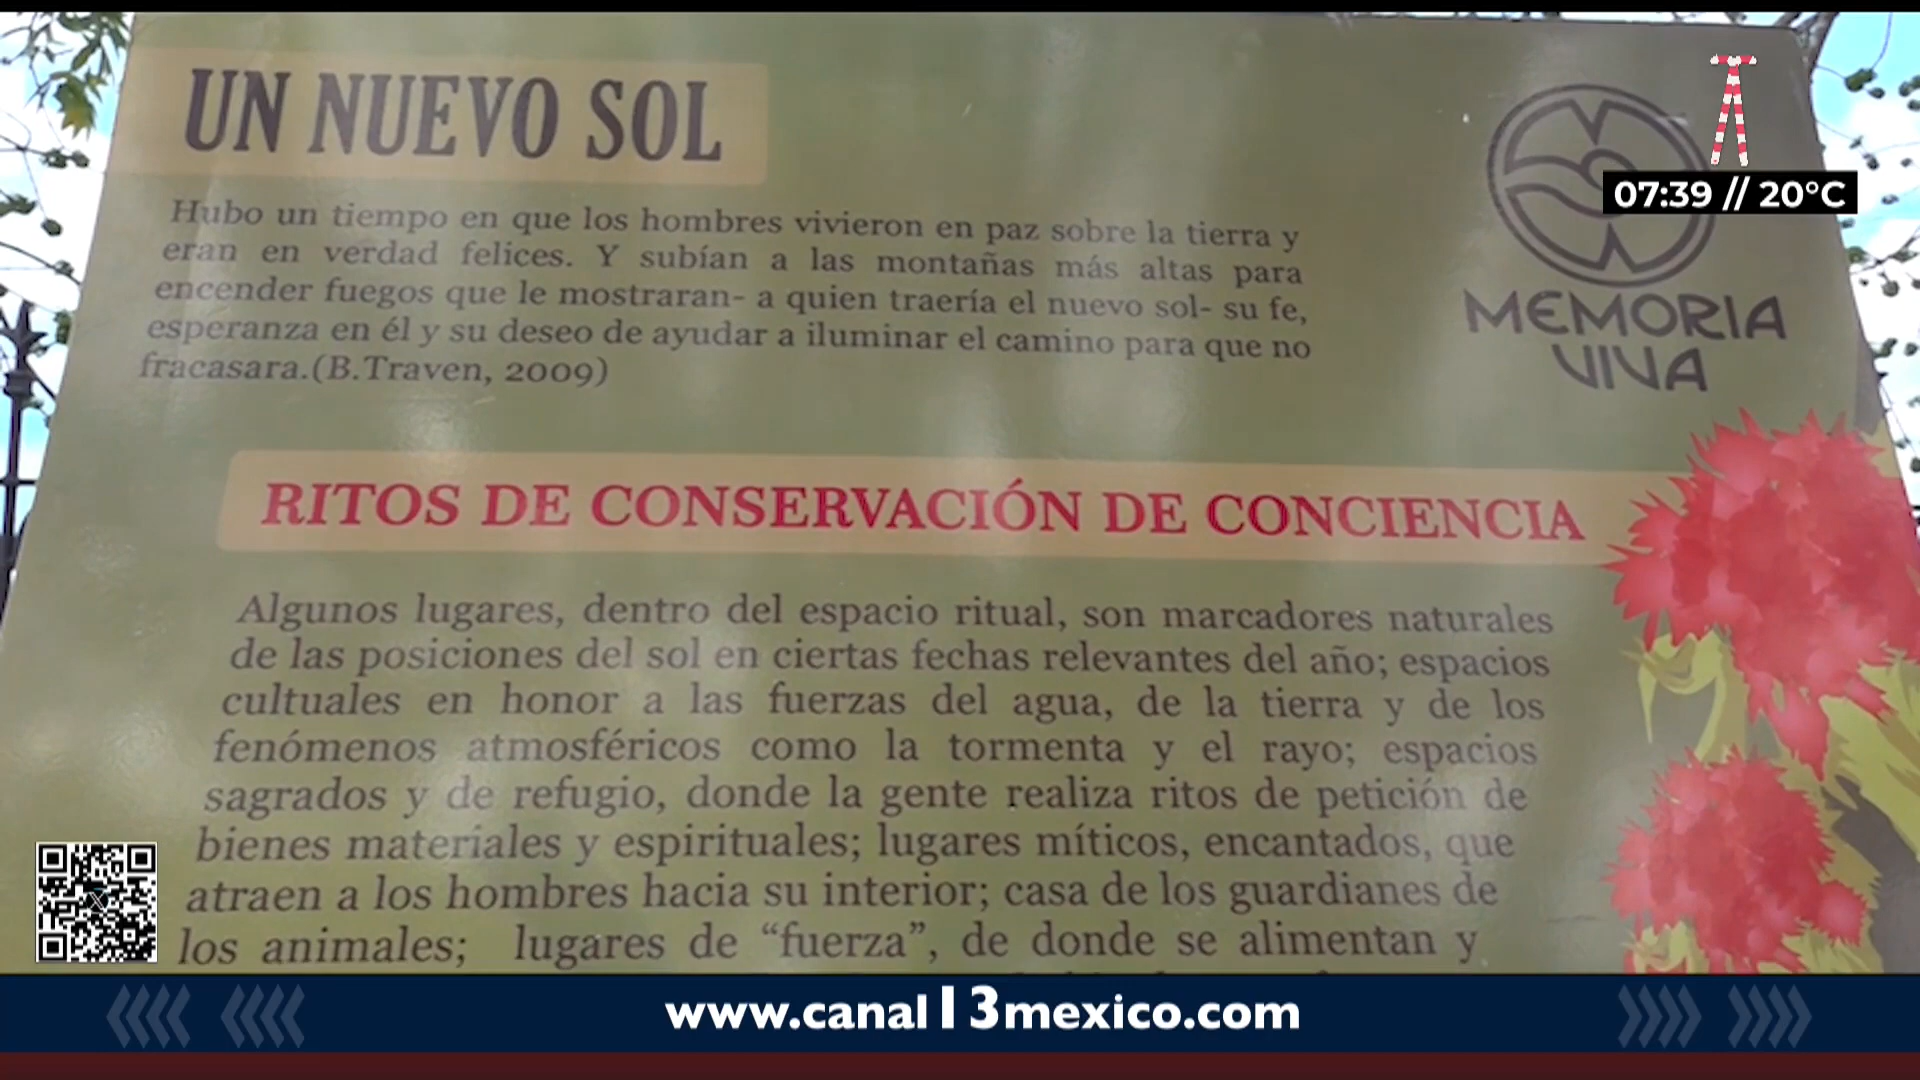 UN NUEVO SOL
Hubo un tiempo en que los hombres vivieron en paz sobre la tierra y
eran en verdad felices. Y subían a las montañas más altas para
encender fuegos que le mostraran- a quien traería el nuevo sol- su fe,
esperanza en él y su deseo de ayudar a iluminar el camino para que no
fracasara.(B.Traven, 2009)
07:39 // 20°C
MEMORIA
VIVA
RITOS DE CONSERVACIÓN DE CONCIENCIA
Algunos lugares, dentro del espacio ritual, son marcadores naturales
de las posiciones del sol en ciertas fechas relevantes del año; espacios
cultuales en honor a las fuerzas del agua, de la tierra y de los
fenómenos atmosféricos como la tormenta y el rayo; espacios
sagrados y de refugio, donde la gente realiza ritos de petición de
bienes materiales y espirituales; lugares míticos, encantados, que
atraen a los hombres hacia su interior; casa de los guardianes de
los animales; lugares de “fuerza”, de donde se alimentan y
www.canal13mexico.com